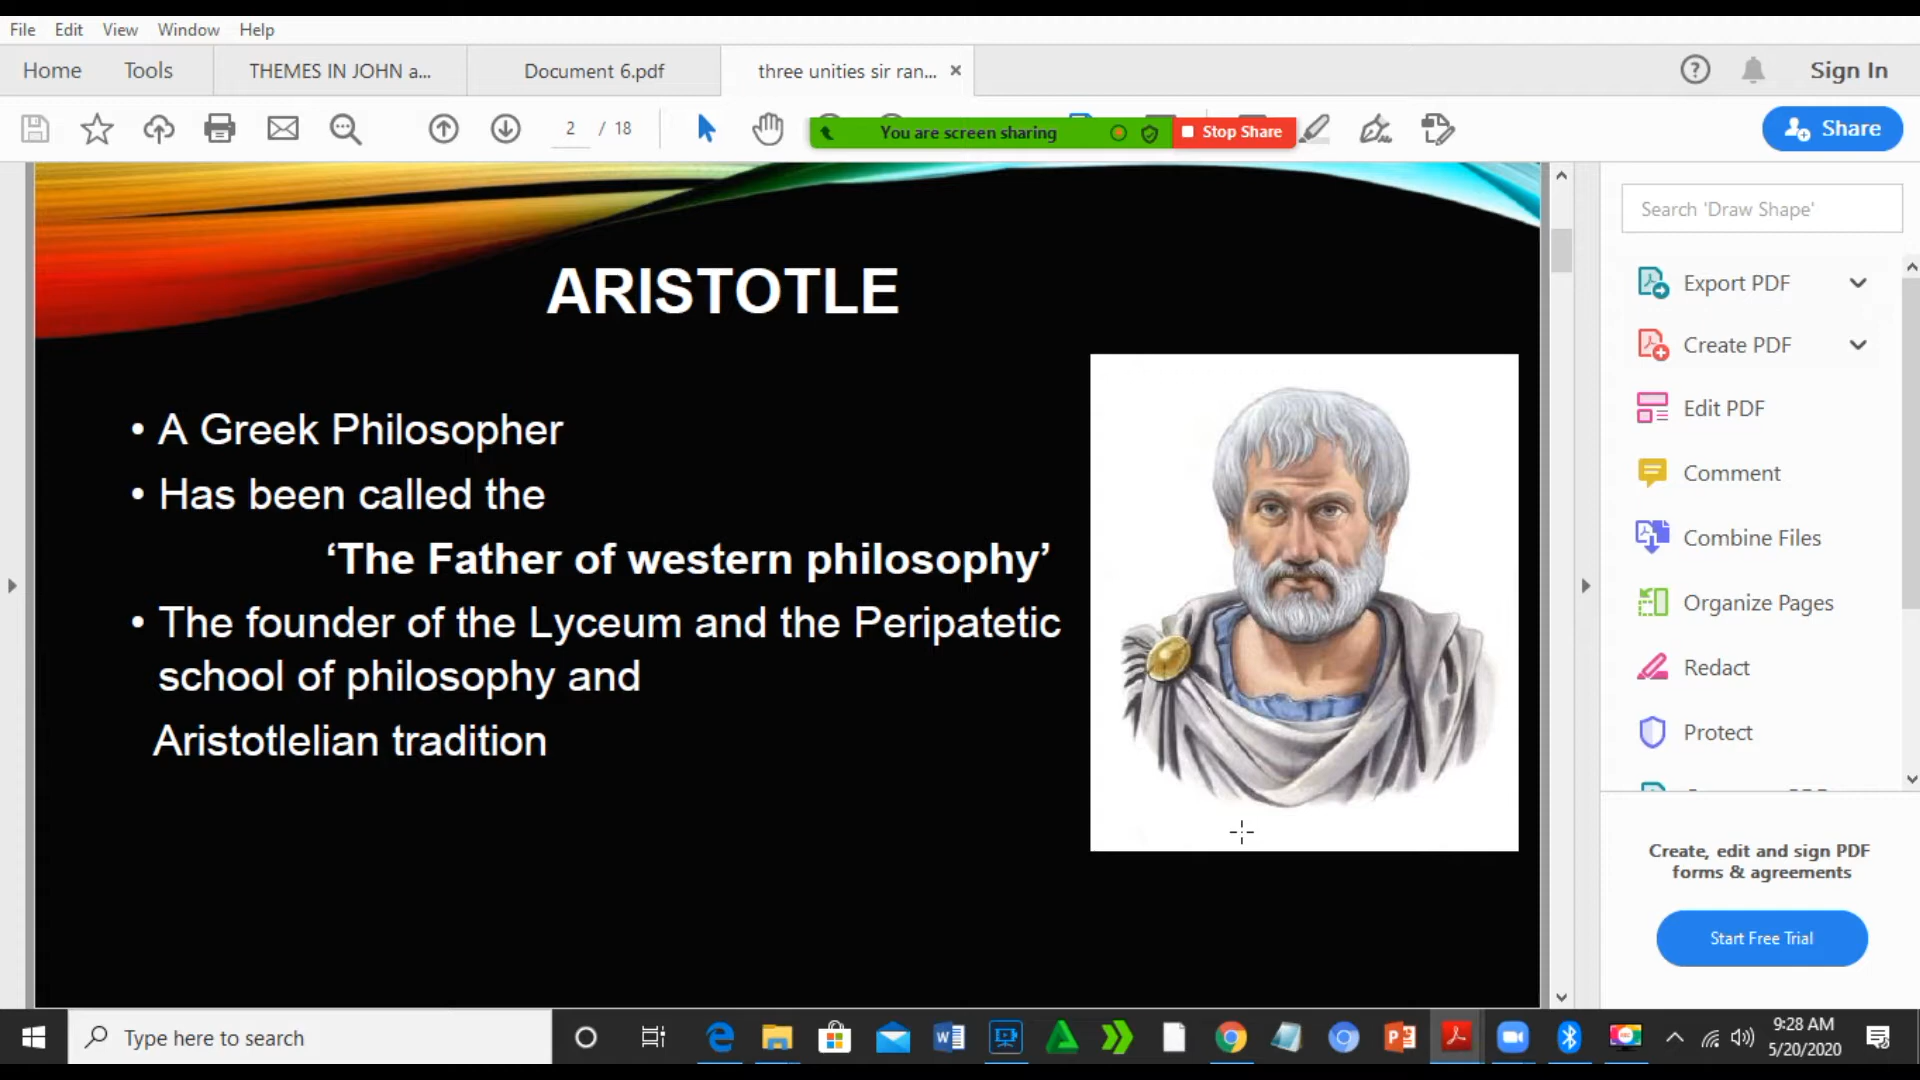 File Edit View Window Help
Home Tools THEMES IN JOHN a... Document 6.pdf three unities sir ran... Sign In
2 / 18 You are screen sharing Stop Share Share
ARISTOTLE
• A Greek Philosopher
• Has been called the
‘The Father of western philosophy’
• The founder of the Lyceum and the Peripatetic
school of philosophy and
Aristotlelian tradition
Search 'Draw Shape'
Export PDF
Create PDF
Edit PDF
Comment
Combine Files
Organize Pages
Redact
Protect
Create, edit and sign PDF
forms & agreements
Start Free Trial
Type here to search
9:28 AM
5/20/2020